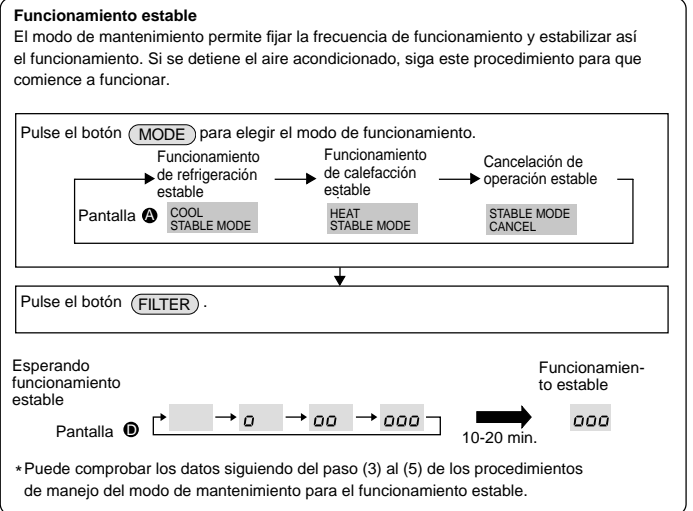 Funcionamiento estable
El modo de mantenimiento permite fijar la frecuencia de funcionamiento y estabilizar así
el funcionamiento. Si se detiene el aire acondicionado, siga este procedimiento para que
comience a funcionar.
Pulse el botón MODE para elegir el modo de funcionamiento.
Funcionamiento
de refrigeración
estable
Funcionamiento
de calefacción
estable
Cancelación de
operación estable
Pantalla A
COOL
STABLE MODE
HEAT
STABLE MODE
STABLE MODE
CANCEL
Pulse el botón FILTER .
Esperando
funcionamiento
estable
Funcionamien-
to estable
Pantalla D
0
00
000
10-20 min.
000
*Puede comprobar los datos siguiendo del paso (3) al (5) de los procedimientos
de manejo del modo de mantenimiento para el funcionamiento estable.